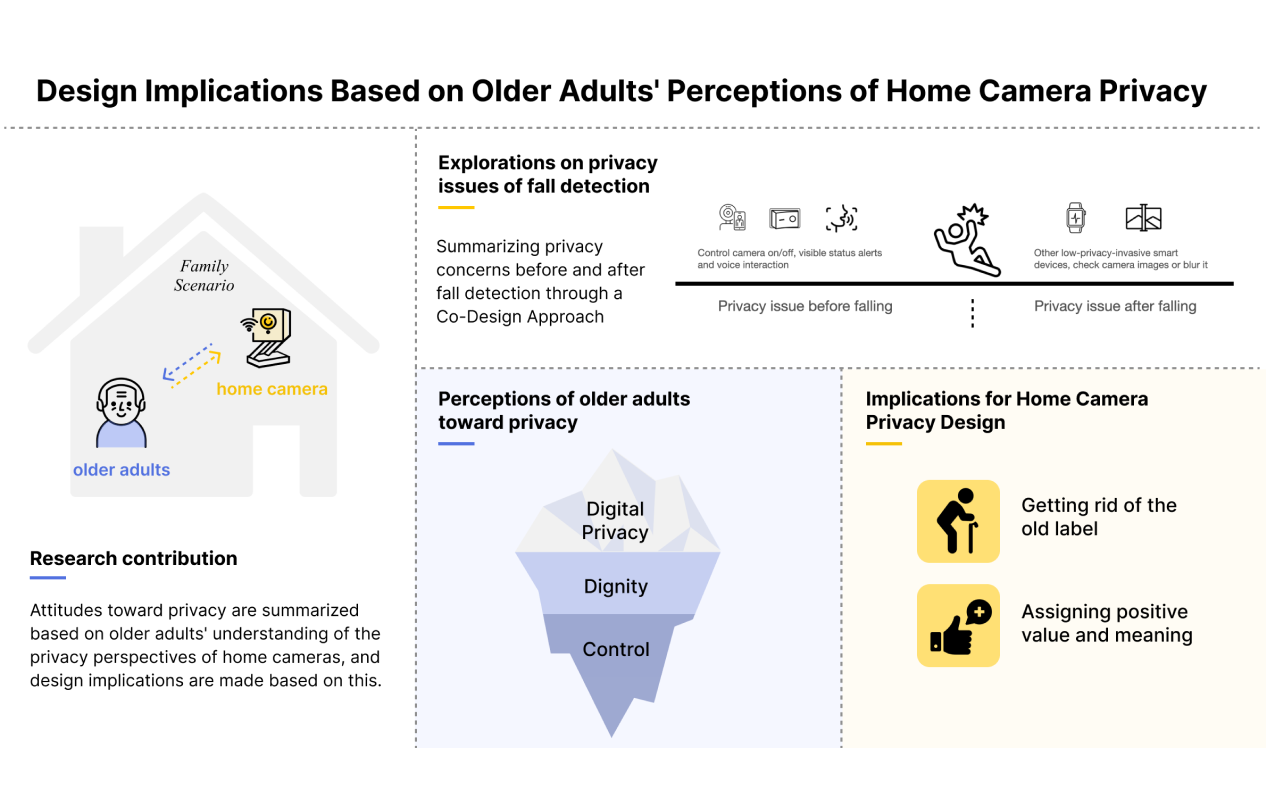 Design Implications Based on Older Adults' Perceptions of Home Camera Privacy
Family
Scenario
home camera
older adults
Research contribution
Attitudes toward privacy are summarized
based on older adults' understanding of the
privacy perspectives of home cameras, and
design implications are made based on this.
Explorations on privacy
issues of fall detection
Summarizing privacy
concerns before and after
fall detection through a
Co-Design Approach
Control camera on/off, visible status alerts
and voice interaction
Other low-privacy-invasive smart
devices, check camera images or blur it
Privacy issue before falling
Privacy issue after falling
Perceptions of older adults
toward privacy
Digital
Privacy
Dignity
Control
Implications for Home Camera
Privacy Design
Getting rid of the
old label
Assigning positive
value and meaning